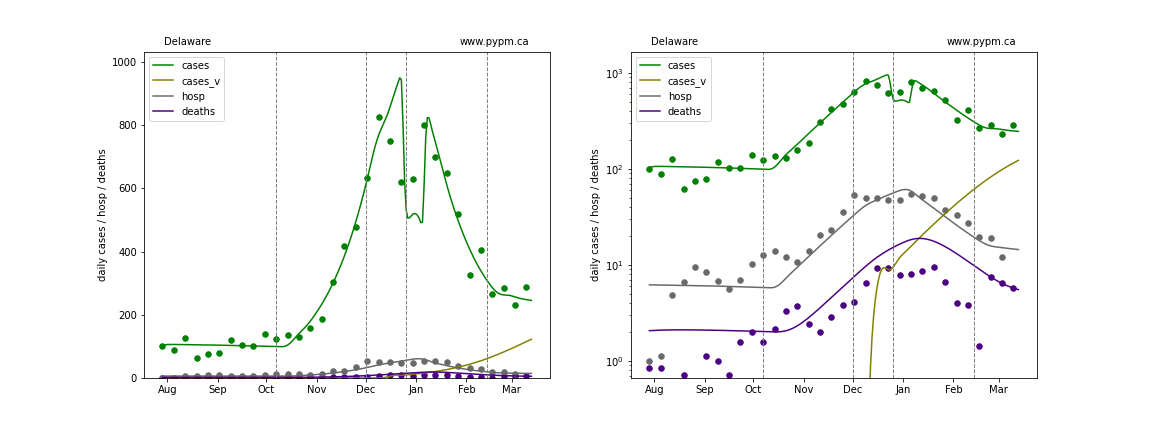 Delaware www.pypm.ca
daily cases / hosp / deaths
1000
800
600
400
200
0
cases
cases_v
hosp
deaths
Aug Sep Oct Nov Dec Jan Feb Mar
Delaware www.pypm.ca
daily cases / hosp / deaths
10³
10²
10¹
10⁰
cases
cases_v
hosp
deaths
Aug Sep Oct Nov Dec Jan Feb Mar